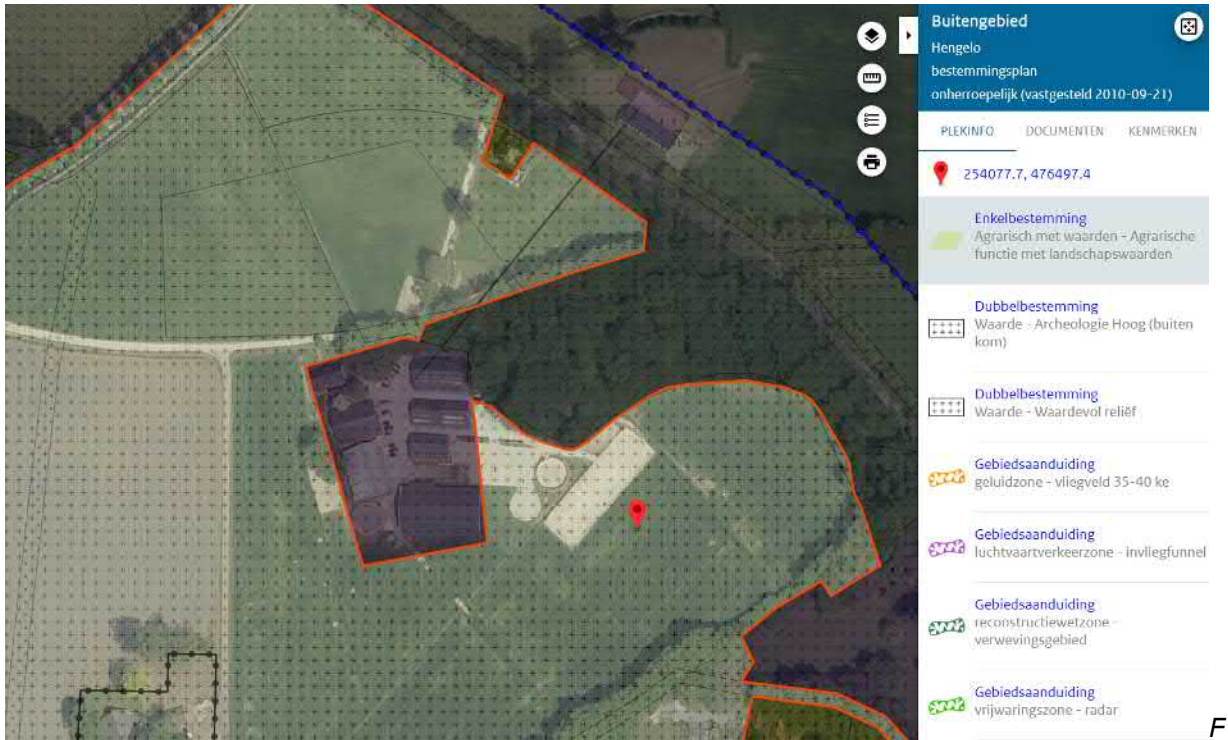 Buitengebied
Hengelo
bestemmingsplan
onherroepelijk (vastgesteld 2010-09-21)
PLEKINFO DOCUMENTEN KENMERKEN
254077.7, 476497.4
Enkelbestemming
Agrarisch met waarden - Agrarische
functie met landschapswaarden
Dubbelbestemming
Waarde - Archeologie Hoog (buiten
kom)
Dubbelbestemming
Waarde - Waardevol reliëf
Gebiedsaanduiding
geluidzone - vliegveld 35-40 ke
Gebiedsaanduiding
luchtvaartverkeerzone - invliegfunnel
Gebiedsaanduiding
reconstructiewetzone -
verwevingsgebied
Gebiedsaanduiding
vrijwaringszone - radar
F